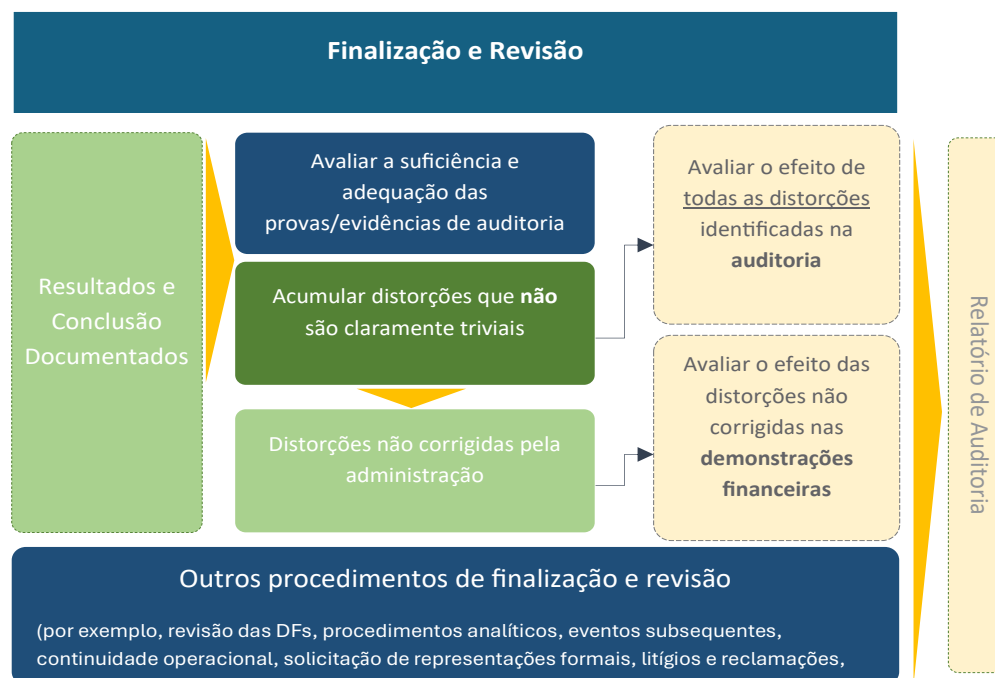 Finalização e Revisão
Resultados e
Conclusão
Documentados
Avaliar a suficiência e
adequação das
provas/evidências de auditoria
Acumular distorções que não
são claramente triviais
Distorções não corrigidas pela
administração
Avaliar o efeito de
todas as distorções
identificadas na
auditoria
Avaliar o efeito das
distorções não
corrigidas nas
demonstrações
financeiras
Relatório de Auditoria
Outros procedimentos de finalização e revisão
(por exemplo, revisão das DFs, procedimentos analíticos, eventos subsequentes,
continuidade operacional, solicitação de representações formais, litígios e reclamações,